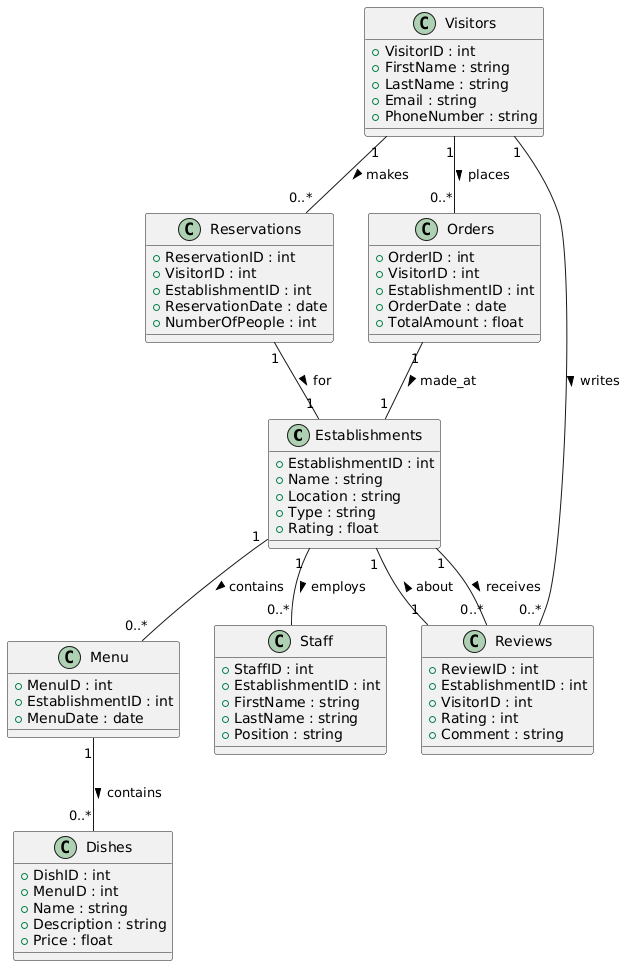 C Visitors
VisitorID : int
FirstName : string
LastName : string
Email : string
PhoneNumber : string
1 1 1
makes places
0..* 0..*
C Reservations
ReservationID : int
VisitorID : int
EstablishmentID : int
ReservationDate : date
NumberOfPeople : int
C Orders
OrderID : int
VisitorID : int
EstablishmentID : int
OrderDate : date
TotalAmount : float
1 1
for made_at writes
1 1
C Establishments
EstablishmentID : int
Name : string
Location : string
Type : string
Rating : float
1 1 1 1
contains employs about receives
0..* 0..* 1 0..* 0..*
C Menu
MenuID : int
EstablishmentID : int
MenuDate : date
C Staff
StaffID : int
EstablishmentID : int
FirstName : string
LastName : string
Position : string
C Reviews
ReviewID : int
EstablishmentID : int
VisitorID : int
Rating : int
Comment : string
1
contains
0..*
C Dishes
DishID : int
MenuID : int
Name : string
Description : string
Price : float